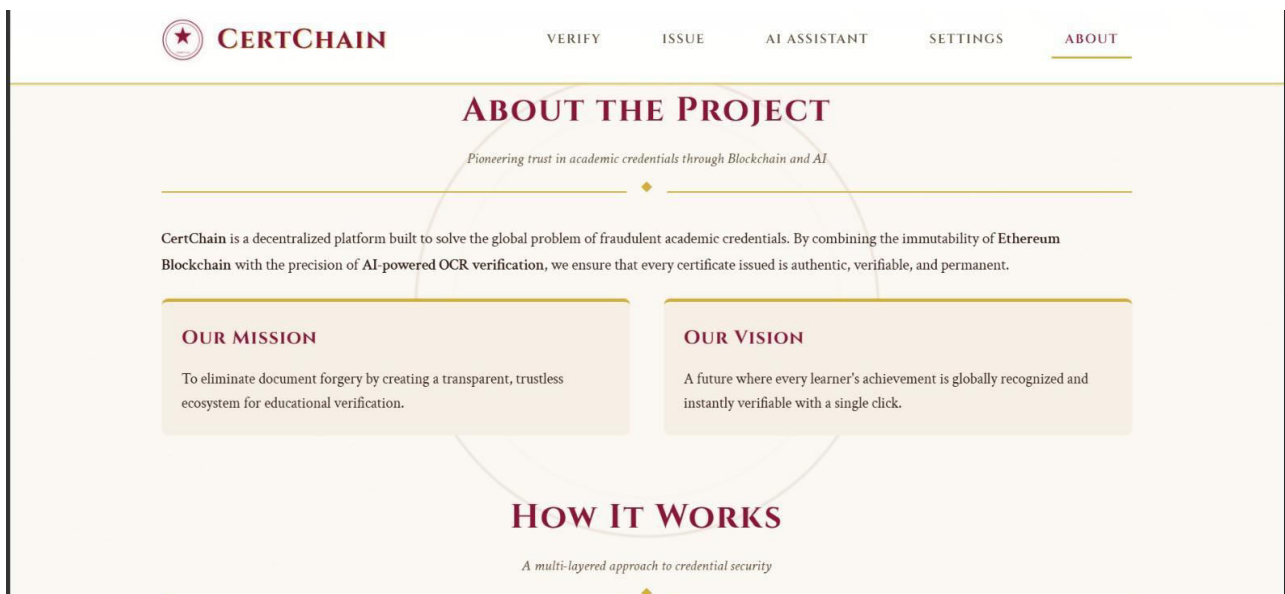 CertChain
VERIFY ISSUE AI ASSISTANT SETTINGS ABOUT
About the Project
Pioneering trust in academic credentials through Blockchain and AI
CertChain is a decentralized platform built to solve the global problem of fraudulent academic credentials. By combining the immutability of Ethereum
Blockchain with the precision of AI-powered OCR verification, we ensure that every certificate issued is authentic, verifiable, and permanent.
Our Mission
To eliminate document forgery by creating a transparent, trustless
ecosystem for educational verification.
Our Vision
A future where every learner's achievement is globally recognized and
instantly verifiable with a single click.
How It Works
A multi-layered approach to credential security